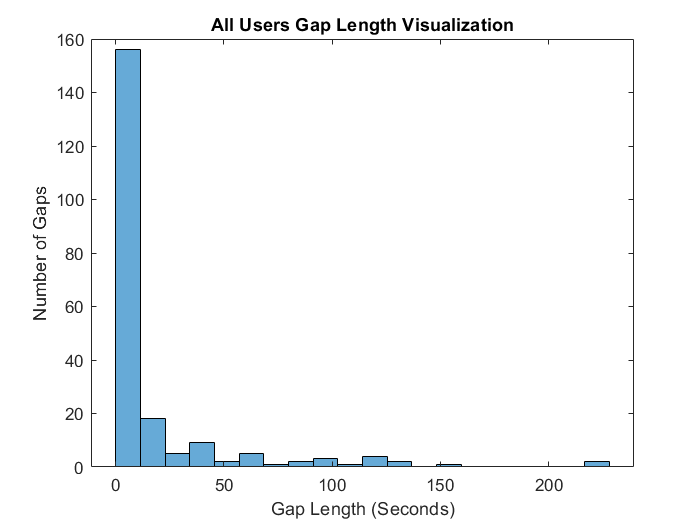 All Users Gap Length Visualization
160
140
120
100
80
60
40
20
0
Number of Gaps
0 50 100 150 200
Gap Length (Seconds)